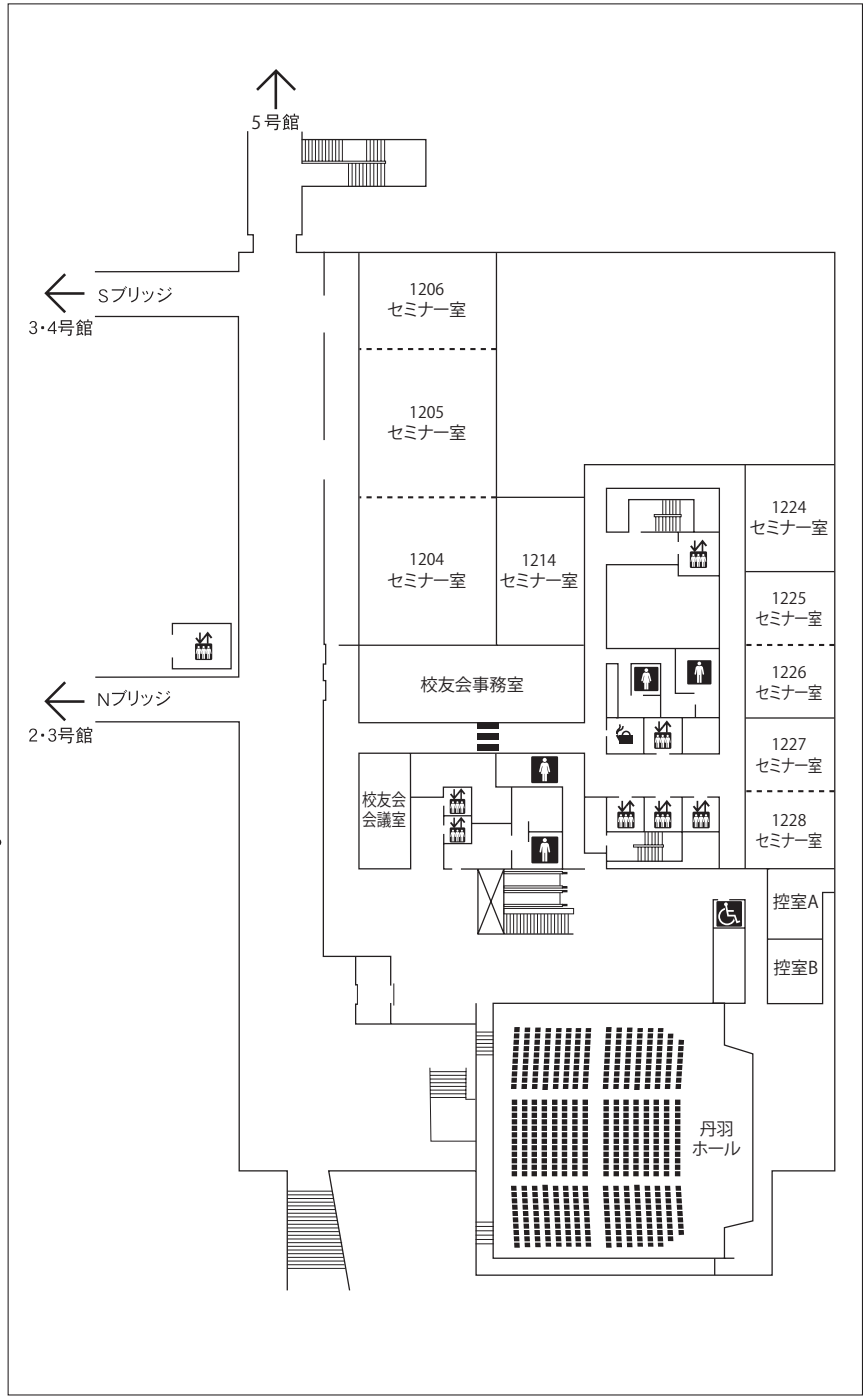 5号館
Sブリッジ
3・4号館
1206
セミナー室
1205
セミナー室
1204
セミナー室
1214
セミナー室
1224
セミナー室
1225
セミナー室
1226
セミナー室
1227
セミナー室
1228
セミナー室
Nブリッジ
2・3号館
校友会事務室
校友会
会議室
控室A
控室B
丹羽
ホール